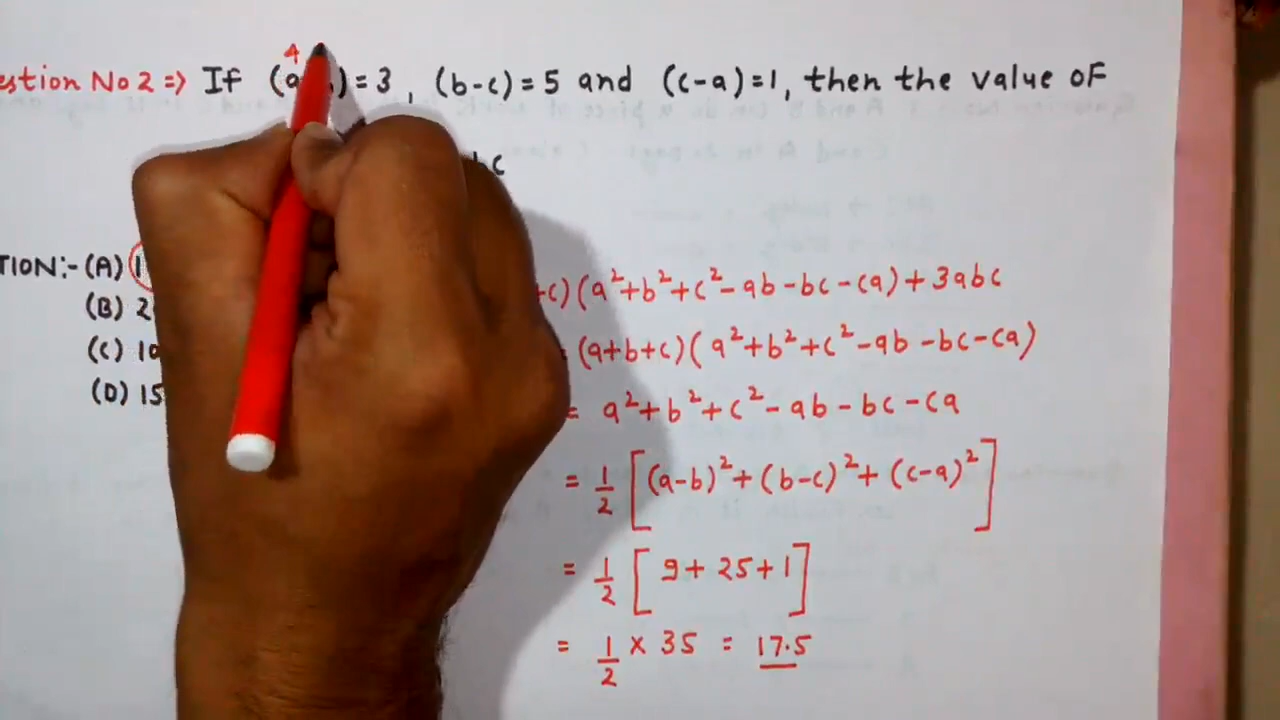 estion No 2 => If (a )=3, (b-c)=5 and (c-a)=1, then the value of
bc
TION:- (A) 1
(B) 2
(C) 10
(D) 15
+c)(a²+b²+c²-ab-bc-ca)+3abc
= (a+b+c)(a²+b²+c²-ab-bc-ca)
= a²+b²+c²-ab-bc-ca
= 1/2 [(a-b)²+(b-c)²+(c-a)²]
= 1/2 [9+25+1]
= 1/2 × 35 = 17.5